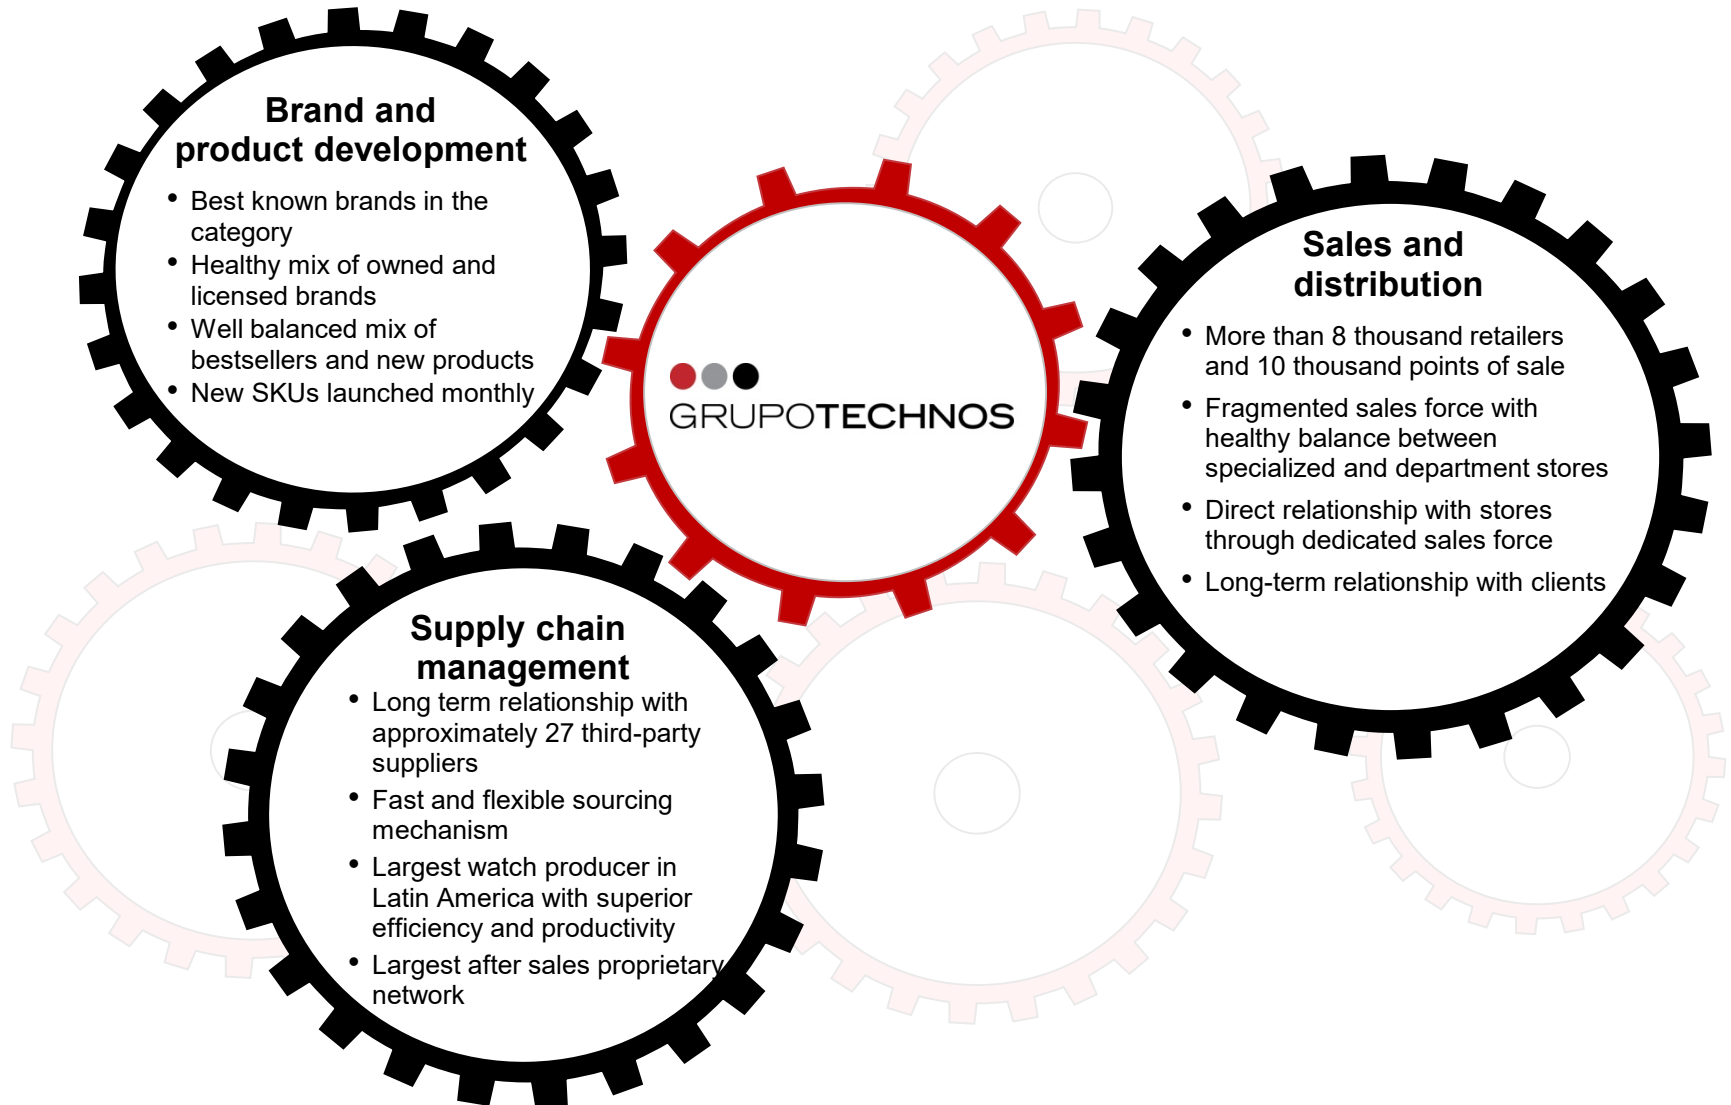 Brand and
product development
• Best known brands in the
category
• Healthy mix of owned and
licensed brands
• Well balanced mix of
bestsellers and new products
• New SKUs launched monthly
GRUPOTECHNOS
Sales and
distribution
• More than 8 thousand retailers
and 10 thousand points of sale
• Fragmented sales force with
healthy balance between
specialized and department stores
• Direct relationship with stores
through dedicated sales force
• Long-term relationship with clients
Supply chain
management
• Long term relationship with
approximately 27 third-party
suppliers
• Fast and flexible sourcing
mechanism
• Largest watch producer in
Latin America with superior
efficiency and productivity
• Largest after sales proprietary
network